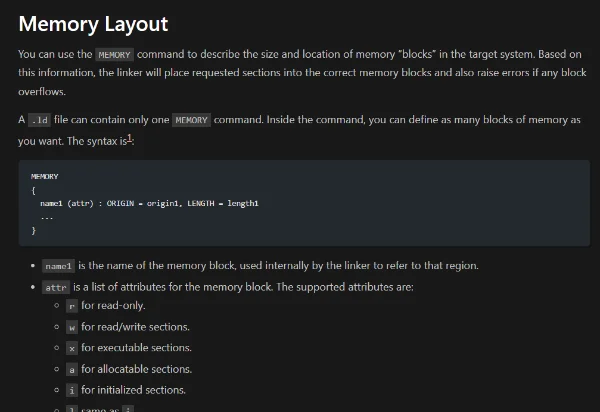 Memory Layout
You can use the MEMORY command to describe the size and location of memory "blocks" in the target system. Based on
this information, the linker will place requested sections into the correct memory blocks and also raise errors if any block
overflows.
A .ld file can contain only one MEMORY command. Inside the command, you can define as many blocks of memory as
you want. The syntax is1:
MEMORY
{
  name1 (attr) : ORIGIN = origin1, LENGTH = length1
  ...
}
• name1 is the name of the memory block, used internally by the linker to refer to that region.
• attr is a list of attributes for the memory block. The supported attributes are:
◦ r for read-only.
◦ w for read/write sections.
◦ x for executable sections.
◦ a for allocatable sections.
◦ i for initialized sections.
◦ l same as i